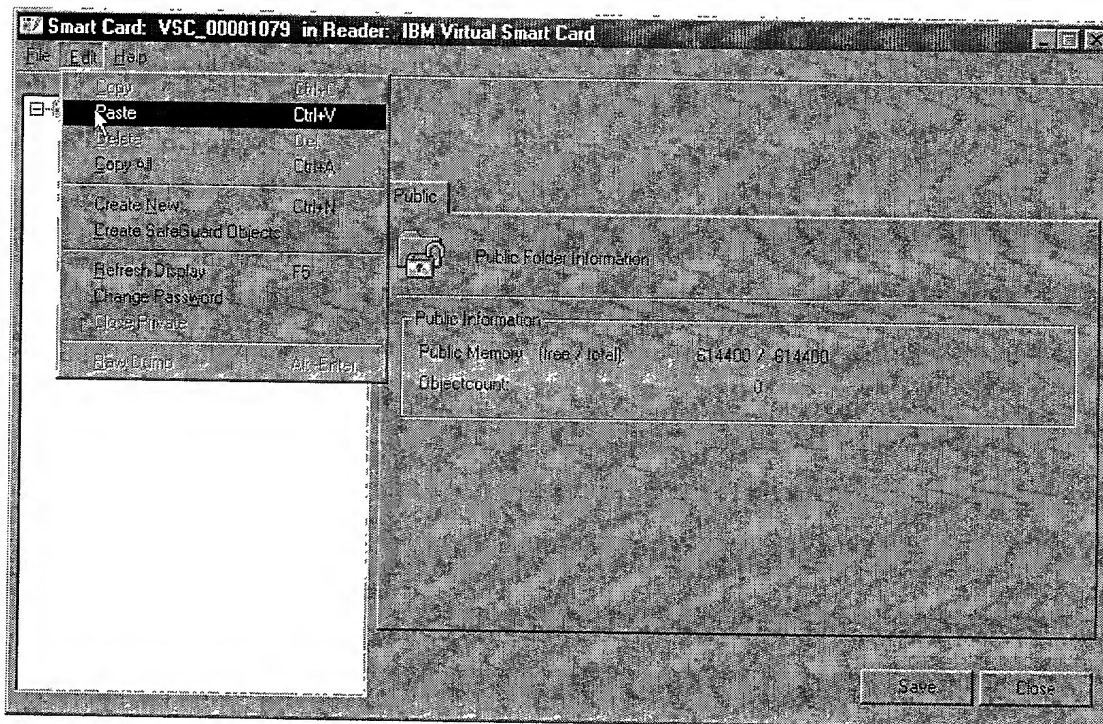 Smart Card: VSC_00001079 in Reader: IBM Virtual Smart Card
File Edit Help
Copy Ctrl+C
Paste Ctrl+V
Delete Del
Copy All Ctrl+A
Create New Ctrl+N
Create SafeGuard Objects
Refresh Display F5
Change Password
Close Private
Raw Dump Alt+Enter
Public
Public Folder Information
Public Information
Public Memory (free / total): 614400 / 614400
Objectcount: 0
Save Close